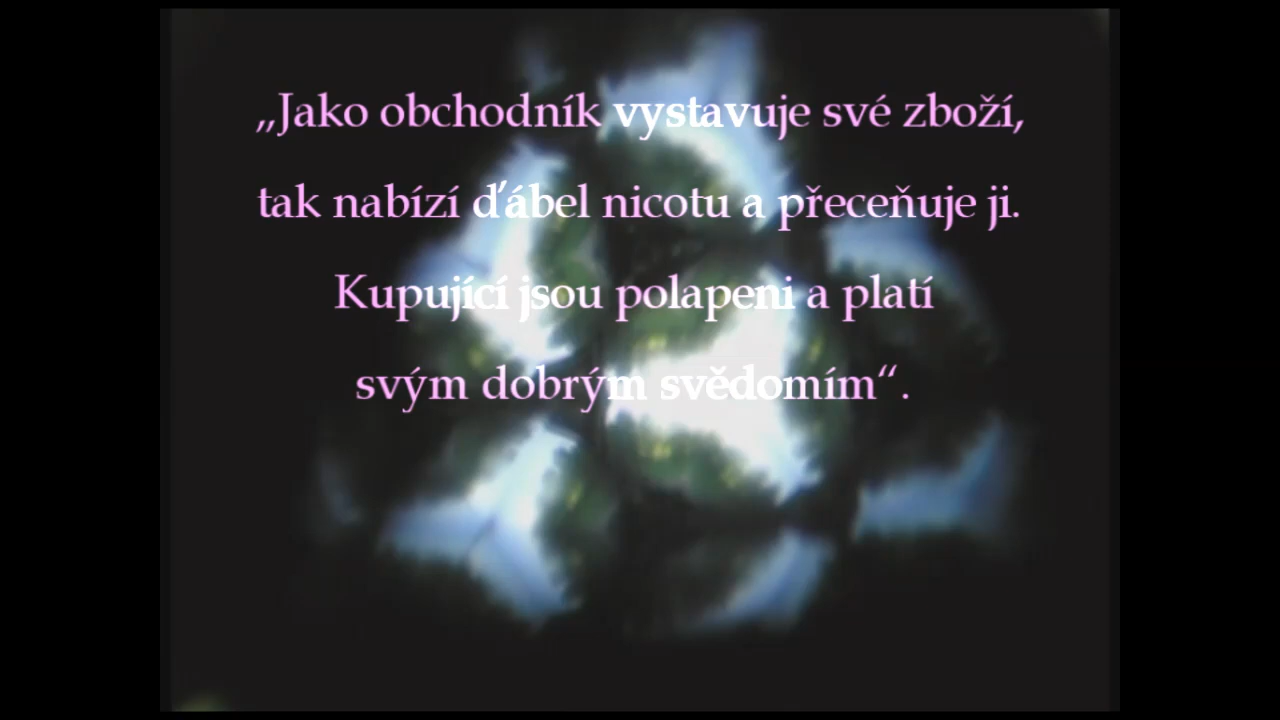 „Jako obchodník vystavuje své zboží,
tak nabízí ďábel nicotu a přeceňuje ji.
Kupující jsou polapeni a platí
svým dobrým svědomím“.